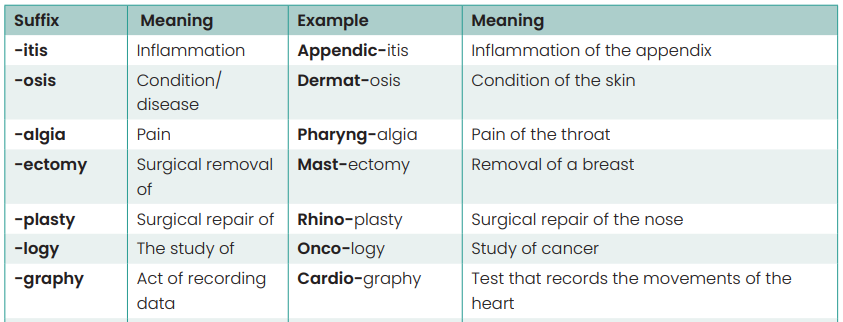 Suffix Meaning Example Meaning
-itis Inflammation Appendic-itis Inflammation of the appendix
-osis Condition/ Dermat-osis Condition of the skin
disease
-algia Pain Pharyng-algia Pain of the throat
-ectomy Surgical removal Mast-ectomy Removal of a breast
of
-plasty Surgical repair of Rhino-plasty Surgical repair of the nose
-logy The study of Onco-logy Study of cancer
-graphy Act of recording Cardio-graphy Test that records the movements of the
data heart